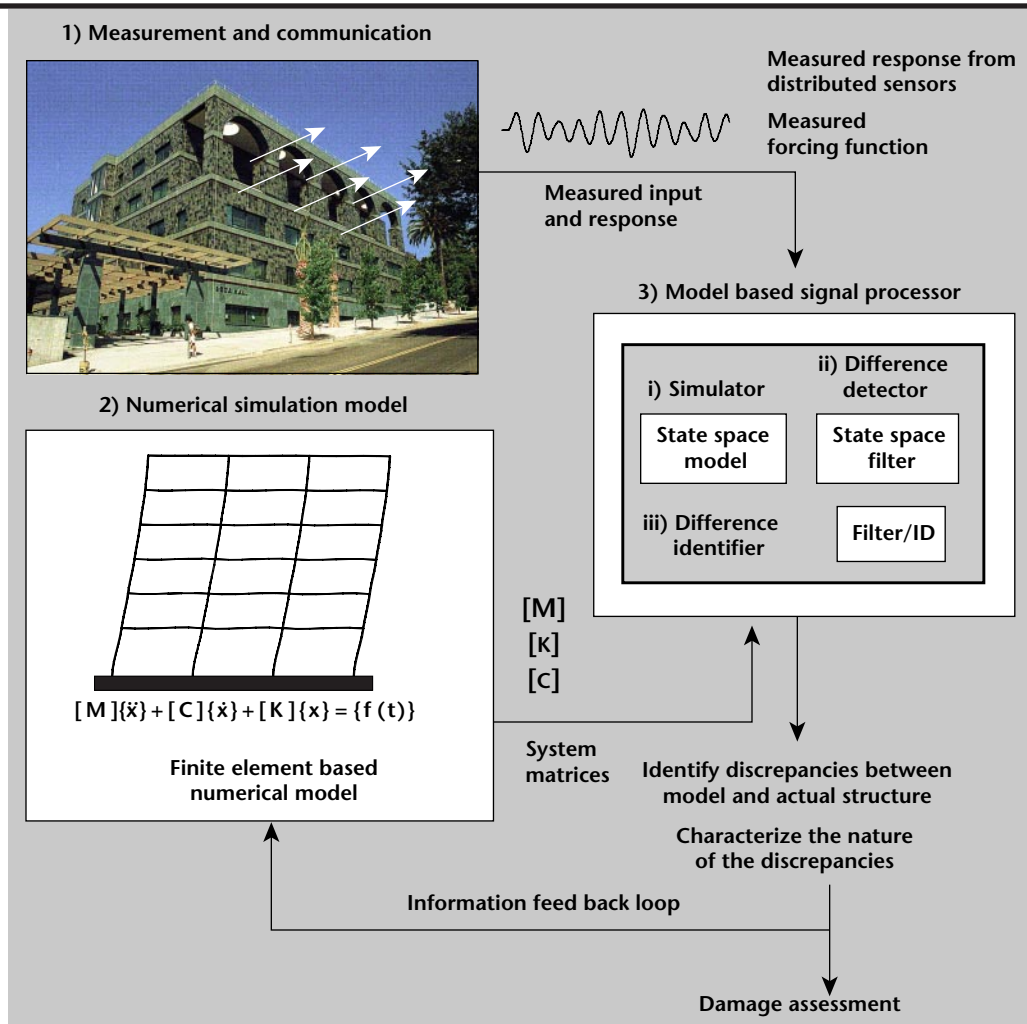 1) Measurement and communication
Measured response from
distributed sensors
Measured
forcing function
Measured input
and response
3) Model based signal processor
i) Simulator
State space
model
ii) Difference
detector
State space
filter
iii) Difference
identifier
Filter/ID
2) Numerical simulation model
[M]{ẍ}+[C]{ẋ}+[K]{x}={f(t)}
Finite element based
numerical model
[M]
[K]
[C]
System
matrices
Identify discrepancies between
model and actual structure
Characterize the nature
of the discrepancies
Information feed back loop
Damage assessment